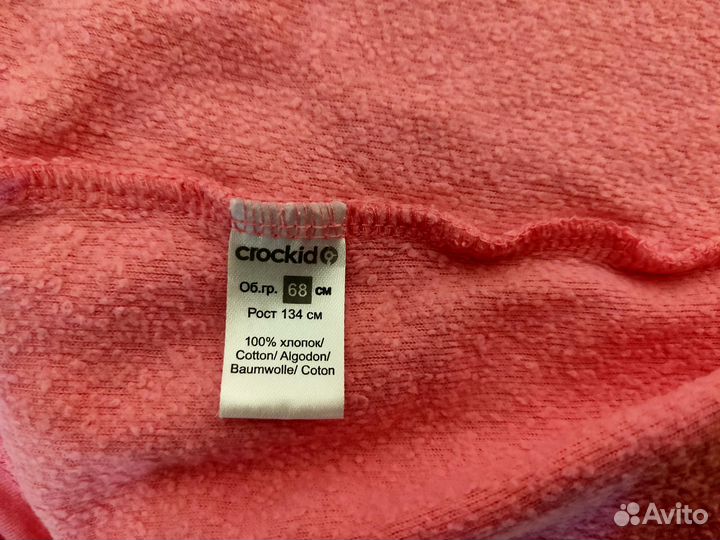 crockid
Об.гр. 68 см
Рост 134 см
100% хлопок/
Cotton/ Algodon/
Baumwolle/ Coton
Avito